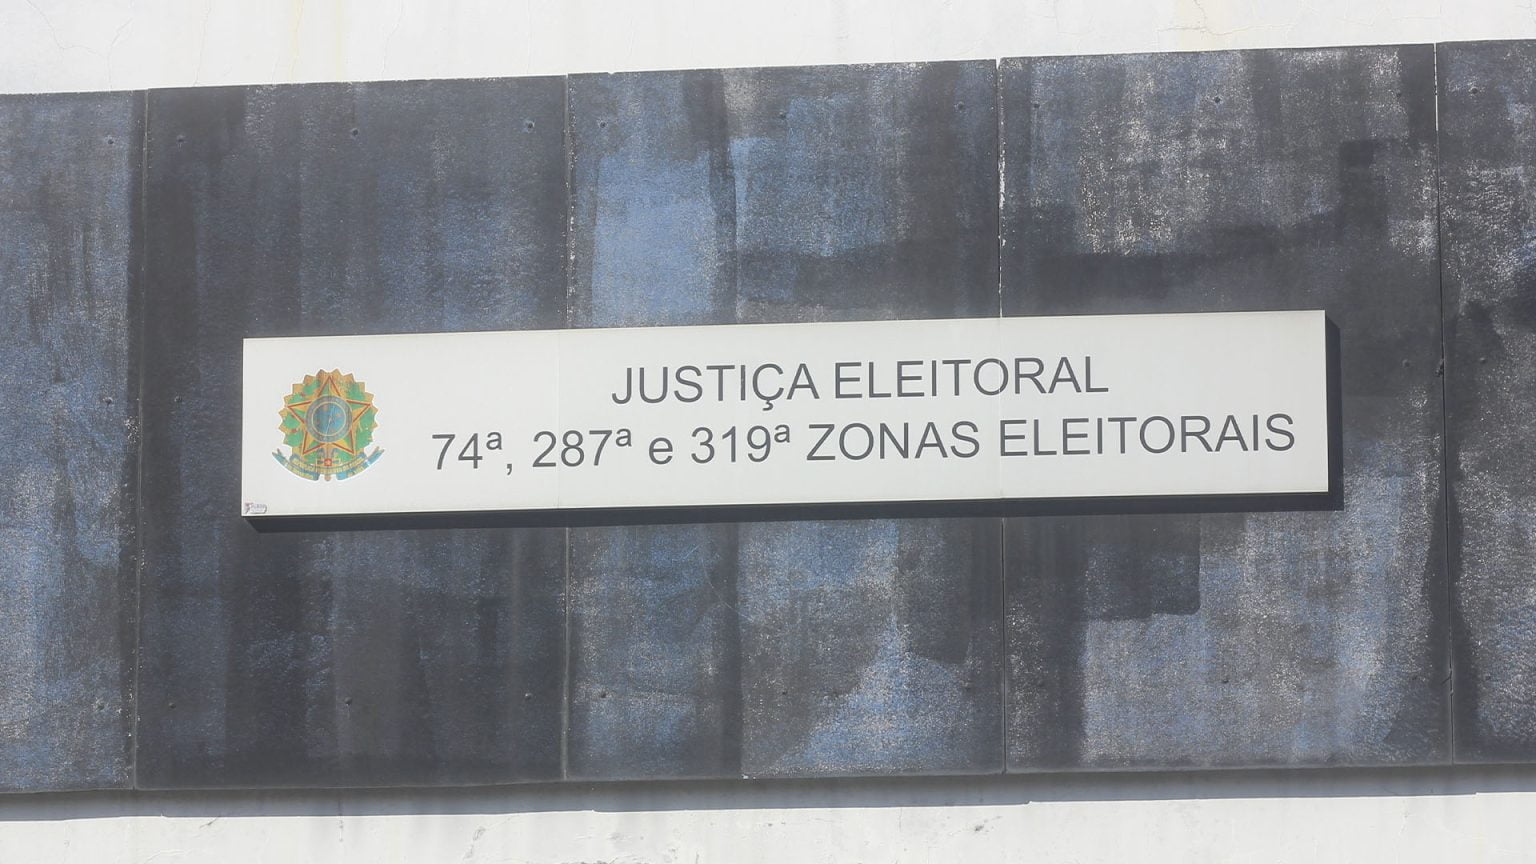 JUSTIÇA ELEITORAL
74ª, 287ª e 319ª ZONAS ELEITORAIS